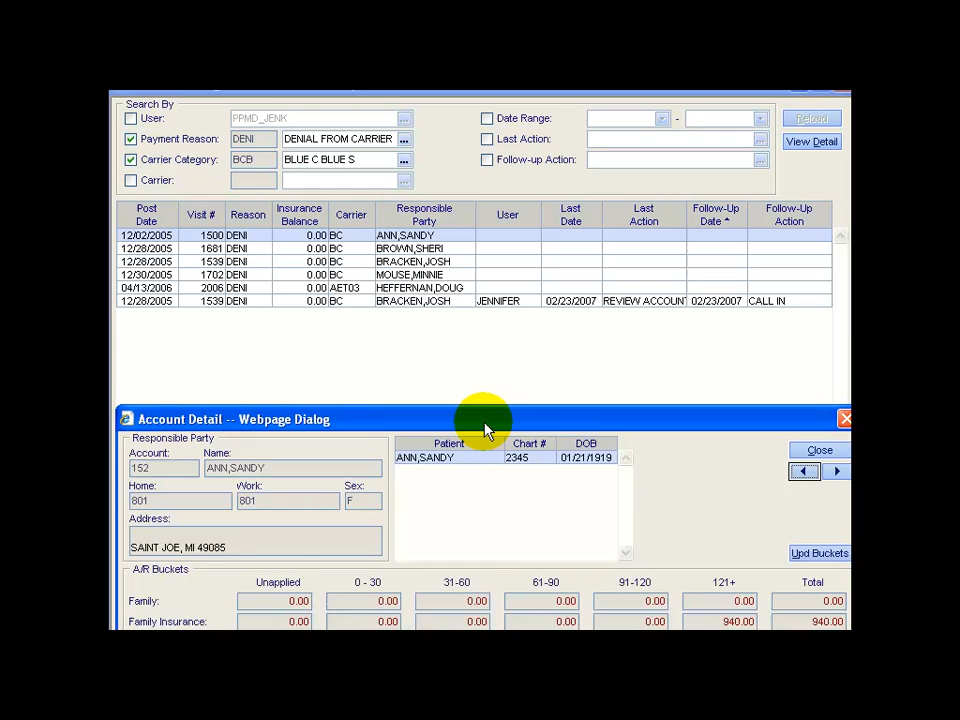 Search By
User: PPMD_JENK ... Date Range: - Reload
Payment Reason: DENI DENIAL FROM CARRIER ... Last Action: ... View Detail
Carrier Category: BCB BLUE C BLUE S ... Follow-up Action: ...
Carrier: ...
Post Date Visit # Reason Insurance Balance Carrier Responsible Party User Last Date Last Action Follow-Up Date Follow-Up Action
12/02/2005 1500 DENI 0.00 BC ANN,SANDY
12/28/2005 1681 DENI 0.00 BC BROWN,SHERI
12/28/2005 1539 DENI 0.00 BC BRACKEN,JOSH
12/30/2005 1702 DENI 0.00 BC MOUSE,MINNIE
04/13/2006 2006 DENI 0.00 AET03 HEFFERNAN,DOUG
12/28/2005 1539 DENI 0.00 BC BRACKEN,JOSH JENNIFER 02/23/2007 REVIEW ACCOUNT 02/23/2007 CALL IN
Account Detail -- Webpage Dialog
Responsible Party
Account: Name:
152 ANN,SANDY
Home: Work: Sex:
801 801 F
Address:
SAINT JOE, MI 49085
Patient Chart # DOB
ANN,SANDY 2345 01/21/1919
Close
Upd Buckets
A/R Buckets
Unapplied 0 - 30 31-60 61-90 91-120 121+ Total
Family: 0.00 0.00 0.00 0.00 0.00 0.00 0.00
Family Insurance: 0.00 0.00 0.00 0.00 0.00 940.00 940.00